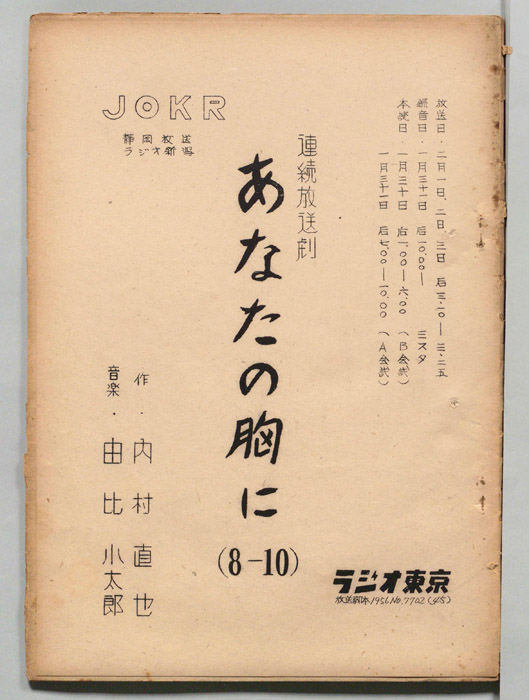 放送日・二月一日、二日、三日 后三.一〇—三.二五
録音日・一月三十一日 后一〇.〇〇— ミスタ
本読日・一月三十日 后一.〇〇—六.〇〇(B会議)
一月三十一日 后七.〇〇—一〇.〇〇(A会議)
JOKR
静岡放送
ラジオ新潟
連続放送劇
あなたの胸に
(8-10)
作・内村直也
音楽・由比小太郎
ラジオ東京
放送脚本1956.No.7702(45)